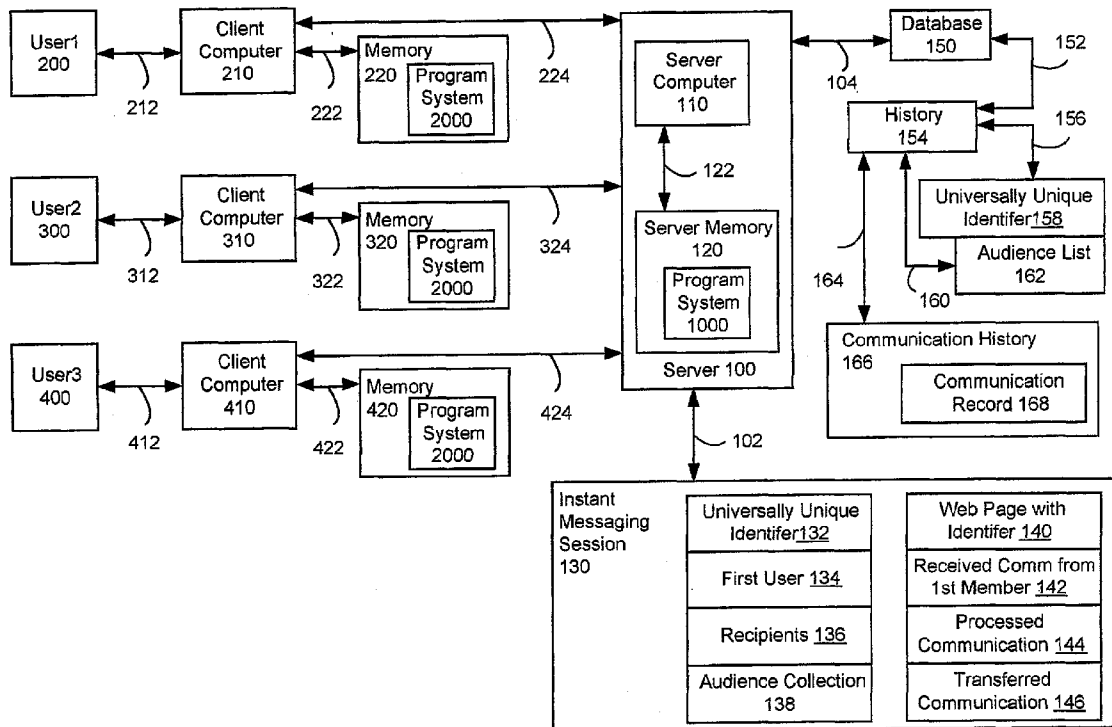 User1
200
212
Client
Computer
210
222
Memory
220
Program
System
2000
224
User2
300
312
Client
Computer
310
322
Memory
320
Program
System
2000
324
User3
400
412
Client
Computer
410
422
Memory
420
Program
System
2000
424
Server
Computer
110
122
Server Memory
120
Program
System
1000
Server 100
102
104
Database
150
152
History
154
156
Universally Unique
Identifer 158
Audience List
162
160
164
Communication History
166
Communication
Record 168
Instant
Messaging
Session
130
Universally Unique
Identifer 132
First User 134
Recipients 136
Audience Collection
138
Web Page with
Identifer 140
Received Comm from
1st Member 142
Processed
Communication 144
Transferred
Communication 146